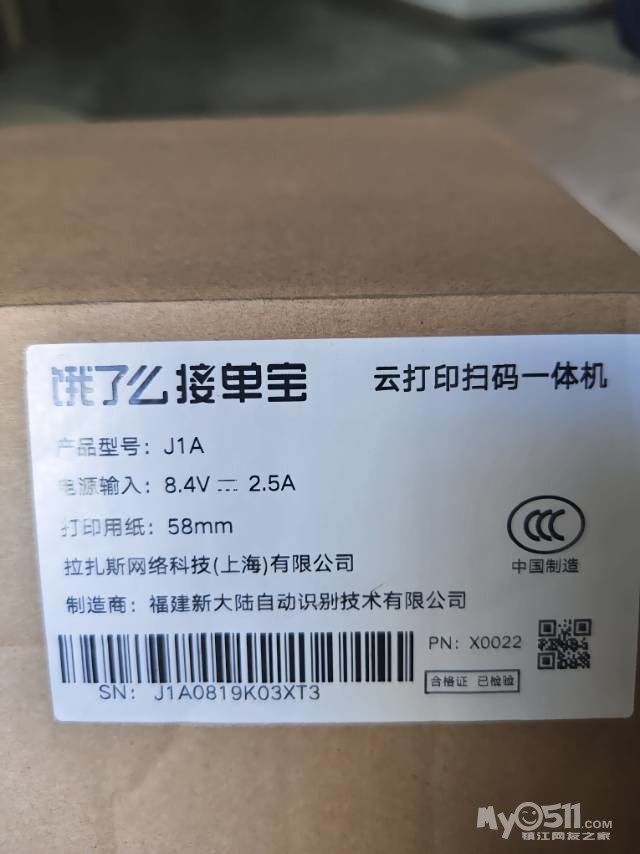 饿了么接单宝 云打印扫码一体机
产品型号: J1A
电源输入: 8.4V ⎓ 2.5A
打印用纸: 58mm
拉扎斯网络科技(上海)有限公司
中国制造
制造商: 福建新大陆自动识别技术有限公司
PN: X0022
SN: J1A0819K03XT3
合格证 已检验
My0511.COM
镇江网友之家